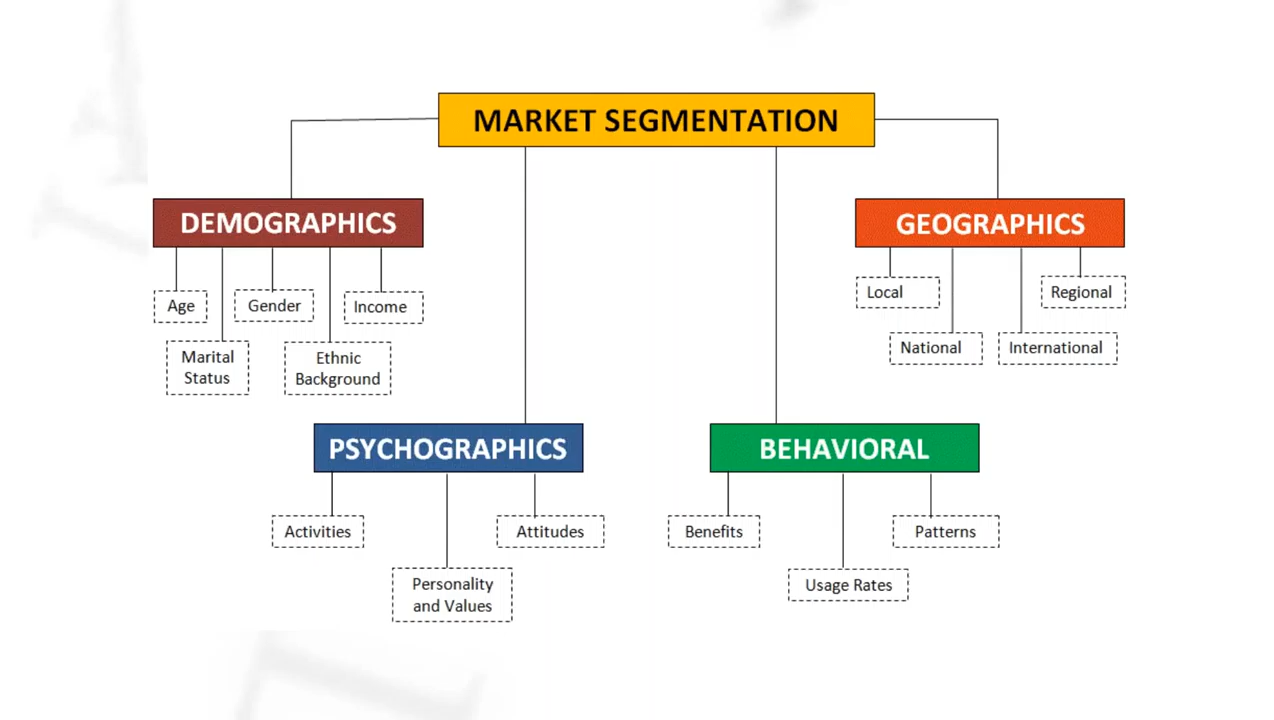 MARKET SEGMENTATION
DEMOGRAPHICS
Age
Marital
Status
Gender
Ethnic
Background
Income
GEOGRAPHICS
Local
National
International
Regional
PSYCHOGRAPHICS
Activities
Personality
and Values
Attitudes
BEHAVIORAL
Benefits
Usage Rates
Patterns